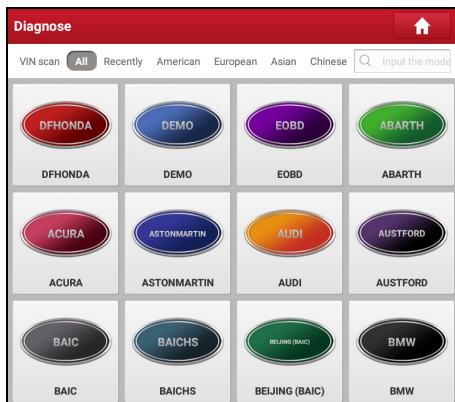 Diagnose
VIN scan All Recently American European Asian Chinese Input the mode
DFHONDA DEMO EOBD ABARTH
DFHONDA DEMO EOBD ABARTH
ACURA ASTONMARTIN AUDI AUSTFORD
ACURA ASTONMARTIN AUDI AUSTFORD
BAIC BAICHS BEIJING (BAIC) BMW
BAIC BAICHS BEIJING (BAIC) BMW